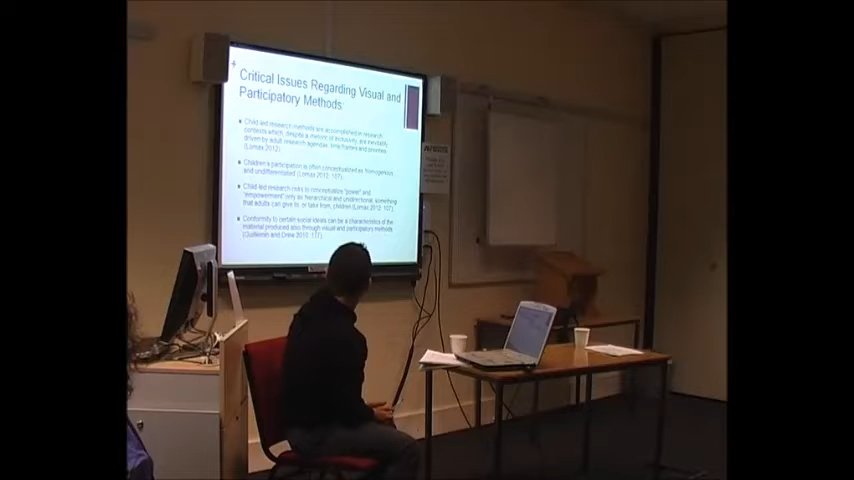 Critical Issues Regarding Visual and
Participatory Methods
Child led research methods are accomplished in research
contexts which, despite a rhetoric of inclusivity, are inevitably
driven by adult research agendas, time frames and priorities.
(Lomax 2012).
Children's participation is often conceptualised as homogenous
and undifferentiated (Lomax 2012: 107).
Child led research risks to conceptualize "power" and
"empowerment" only as hierarchical and unidirectional, something
that adults can give to, or take from, children (Lomax 2012: 107).
Conformity to certain social ideals can be a characteristics of the
material produced also through visual and participatory methods
(Guillemin and Drew 2010: 137).